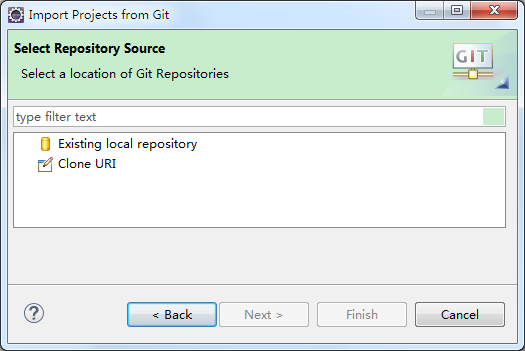 Import Projects from Git
Select Repository Source
Select a location of Git Repositories
GIT
type filter text
Existing local repository
Clone URI
?
< Back
Next >
Finish
Cancel